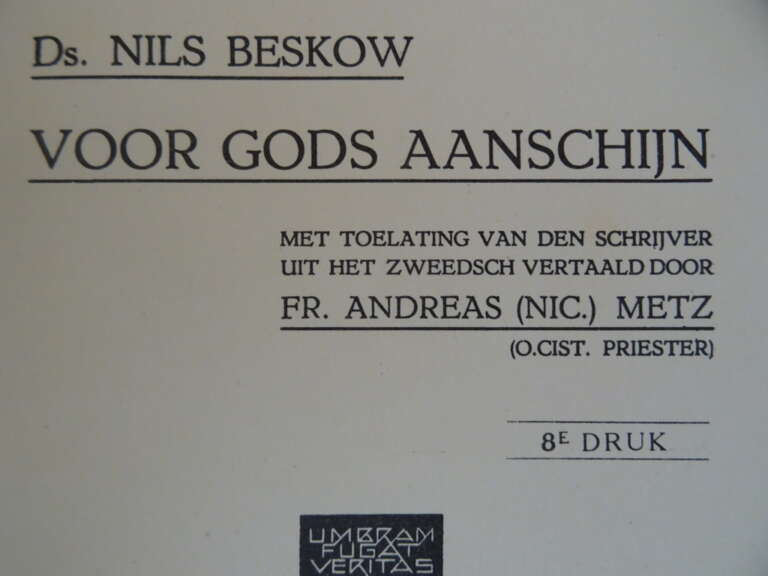 Ds. NILS BESKOW
VOOR GODS AANSCHIJN
MET TOELATING VAN DEN SCHRIJVER
UIT HET ZWEEDSCH VERTAALD DOOR
FR. ANDREAS (NIC.) METZ
(O.CIST. PRIESTER)
8E DRUK
UMBRAM
FUGAT
VERITAS